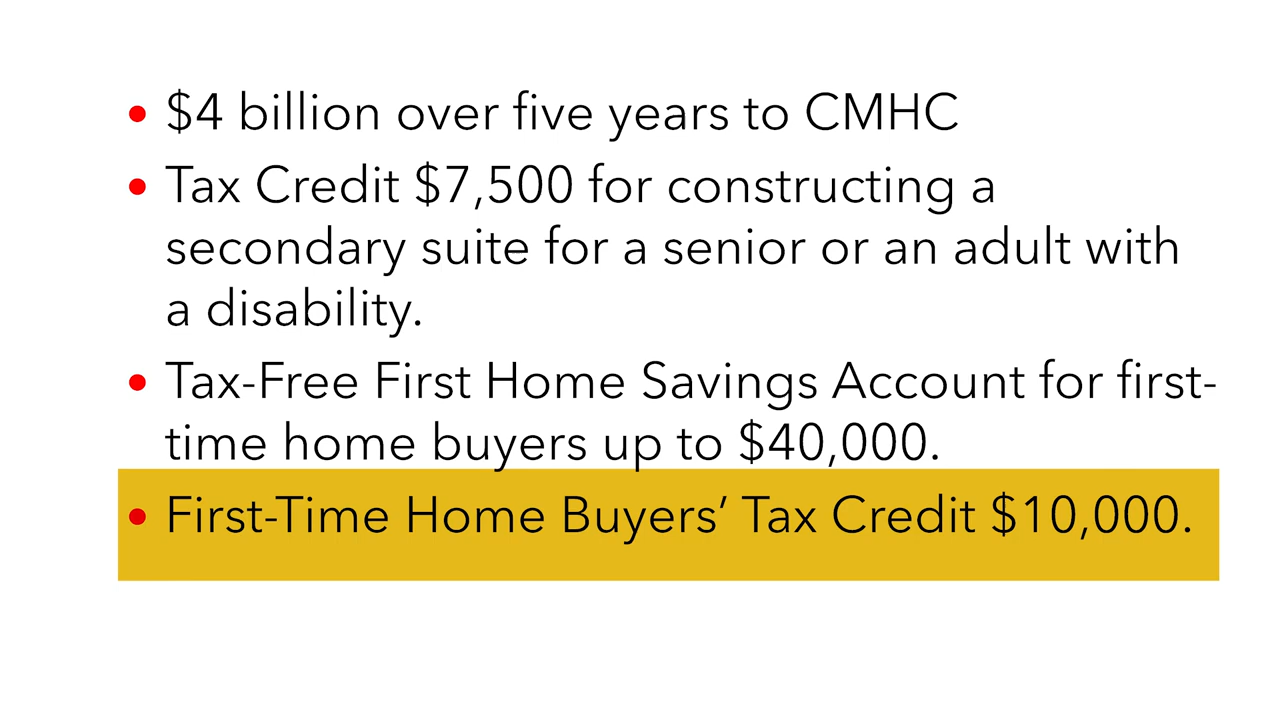 • $4 billion over five years to CMHC
• Tax Credit $7,500 for constructing a
secondary suite for a senior or an adult with
a disability.
• Tax-Free First Home Savings Account for first-
time home buyers up to $40,000.
• First-Time Home Buyers’ Tax Credit $10,000.